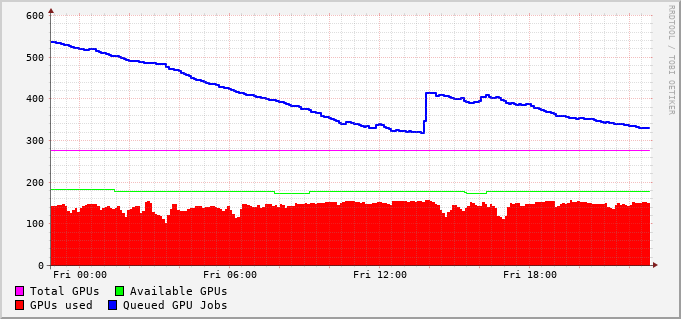 RRDTOOL / TOBI OETIKER
600
500
400
300
200
100
0
Fri 00:00 Fri 06:00 Fri 12:00 Fri 18:00
Total GPUs Available GPUs
GPUs used Queued GPU Jobs